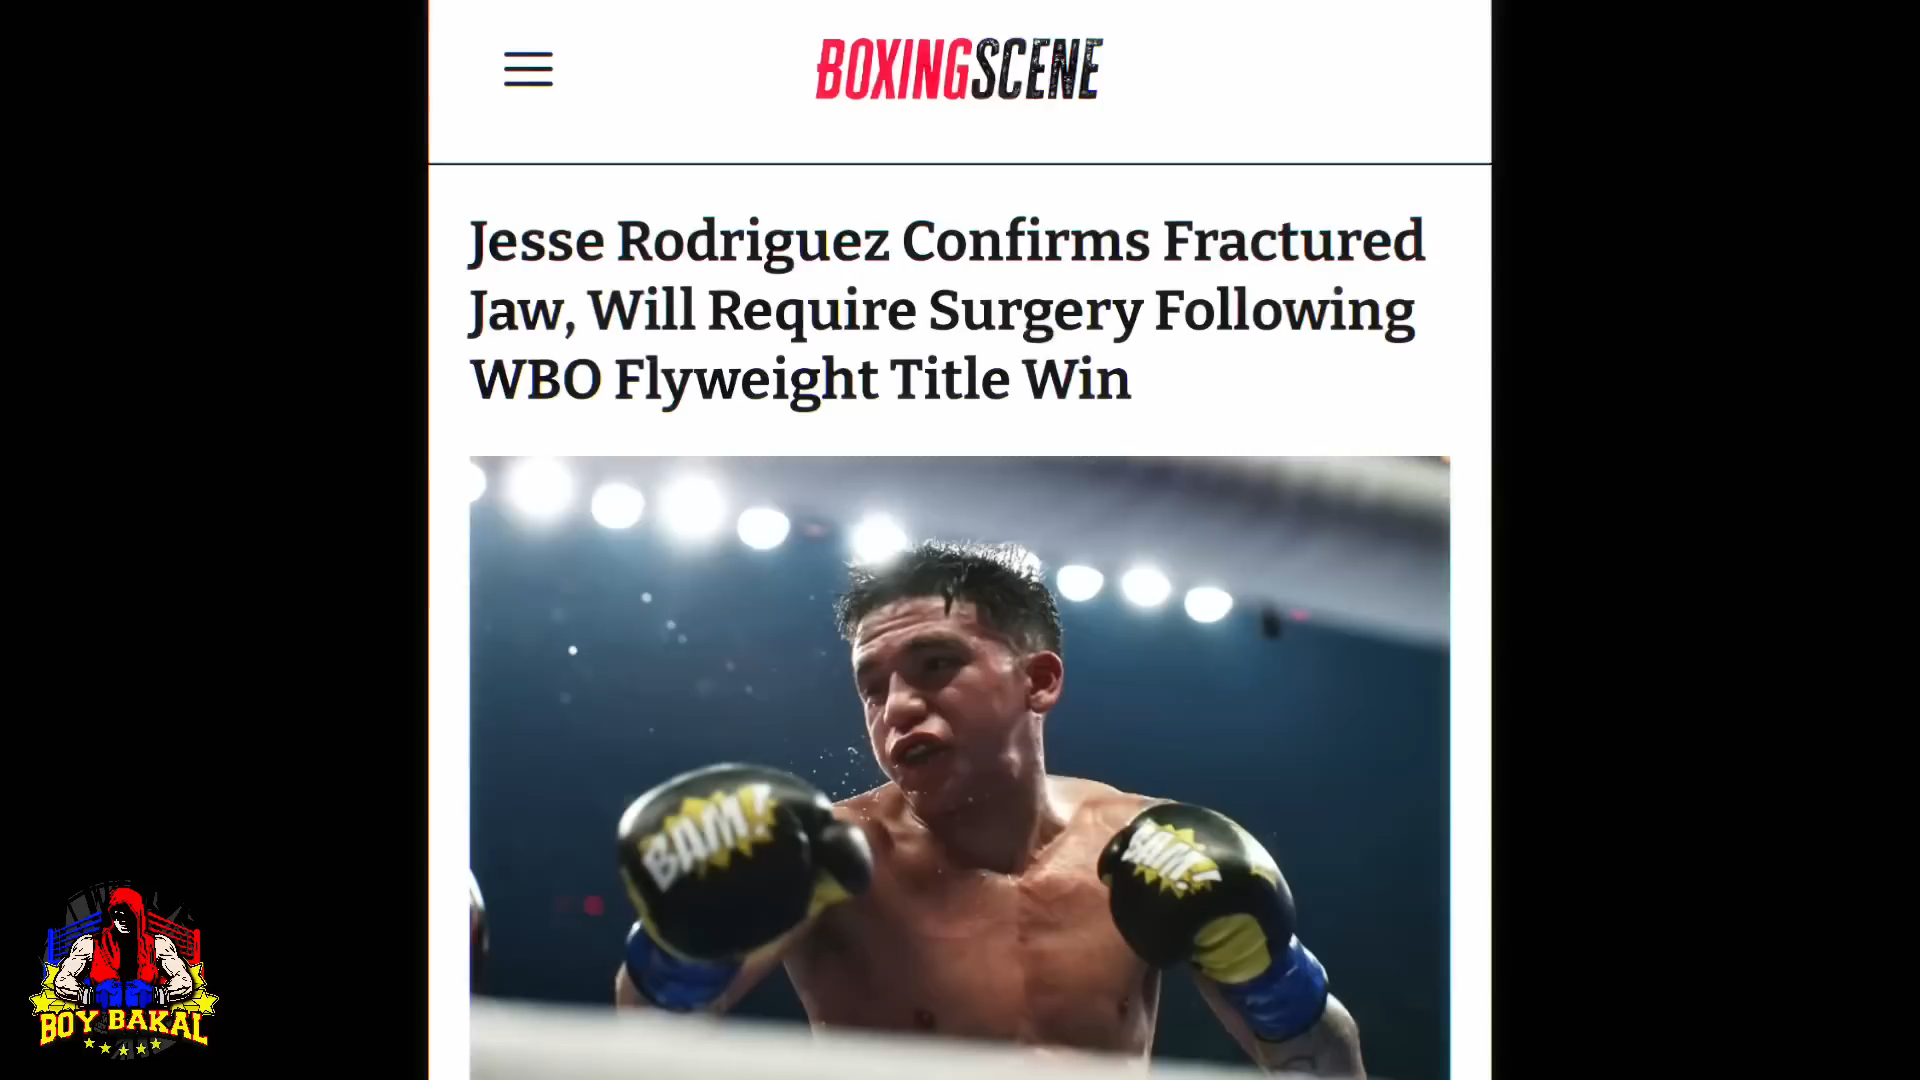 BOXINGSCENE
Jesse Rodriguez Confirms Fractured
Jaw, Will Require Surgery Following
WBO Flyweight Title Win
BAM!
BAM!
BOY BAKAL